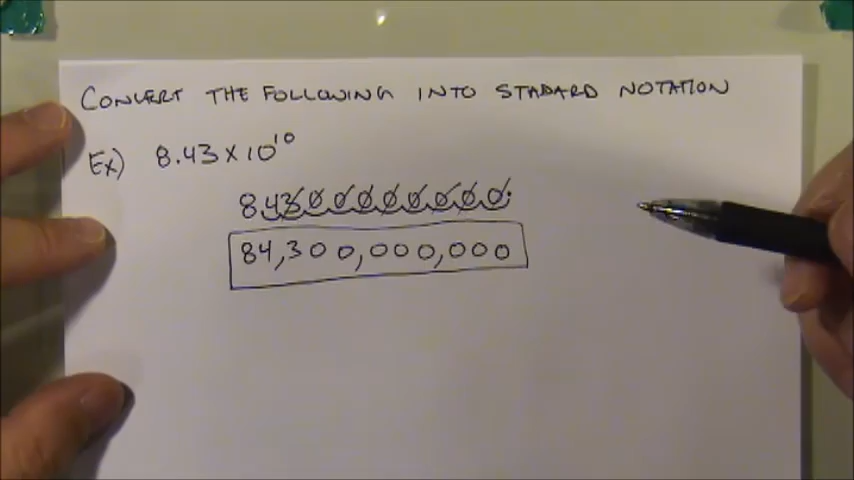 CONVERT THE FOLLOWING INTO STADARD NOTATION
EX) 8.43 × 10¹⁰
84300000000.
84,300,000,000